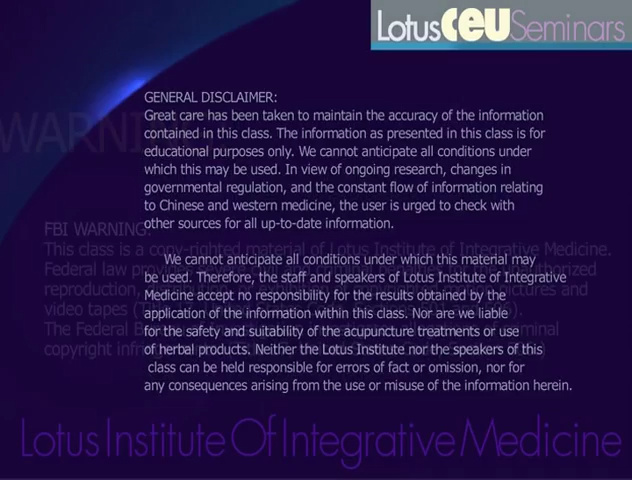 Lotus CEU Seminars
WARNING
GENERAL DISCLAIMER:
Great care has been taken to maintain the accuracy of the information
contained in this class. The information as presented in this class is for
educational purposes only. We cannot anticipate all conditions under
which this may be used. In view of ongoing research, changes in
governmental regulation, and the constant flow of information relating
to Chinese and western medicine, the user is urged to check with
other sources for all up-to-date information.
We cannot anticipate all conditions under which this material may
be used. Therefore, the staff and speakers of Lotus Institute of Integrative
Medicine accept no responsibility for the results obtained by the
application of the information within this class. Nor are we liable
for the safety and suitability of the acupuncture treatments or use
of herbal products. Neither the Lotus Institute nor the speakers of this
class can be held responsible for errors of fact or omission, nor for
any consequences arising from the use or misuse of the information herein.
FBI WARNING:
This class is a copy-righted material of Lotus Institute of Integrative Medicine.
Federal law
reproduction,
video tapes
The Federal
copyright
Lotus Institute Of Integrative Medicine